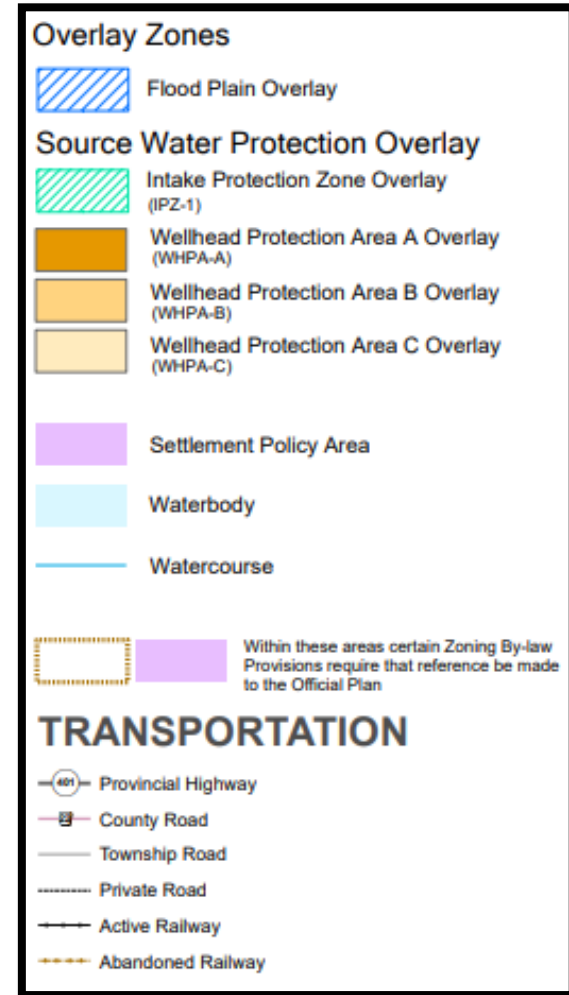 Overlay Zones
Flood Plain Overlay
Source Water Protection Overlay
Intake Protection Zone Overlay
(IPZ-1)
Wellhead Protection Area A Overlay
(WHPA-A)
Wellhead Protection Area B Overlay
(WHPA-B)
Wellhead Protection Area C Overlay
(WHPA-C)
Settlement Policy Area
Waterbody
Watercourse
Within these areas certain Zoning By-law
Provisions require that reference be made
to the Official Plan
TRANSPORTATION
401 Provincial Highway
County Road
Township Road
Private Road
Active Railway
Abandoned Railway